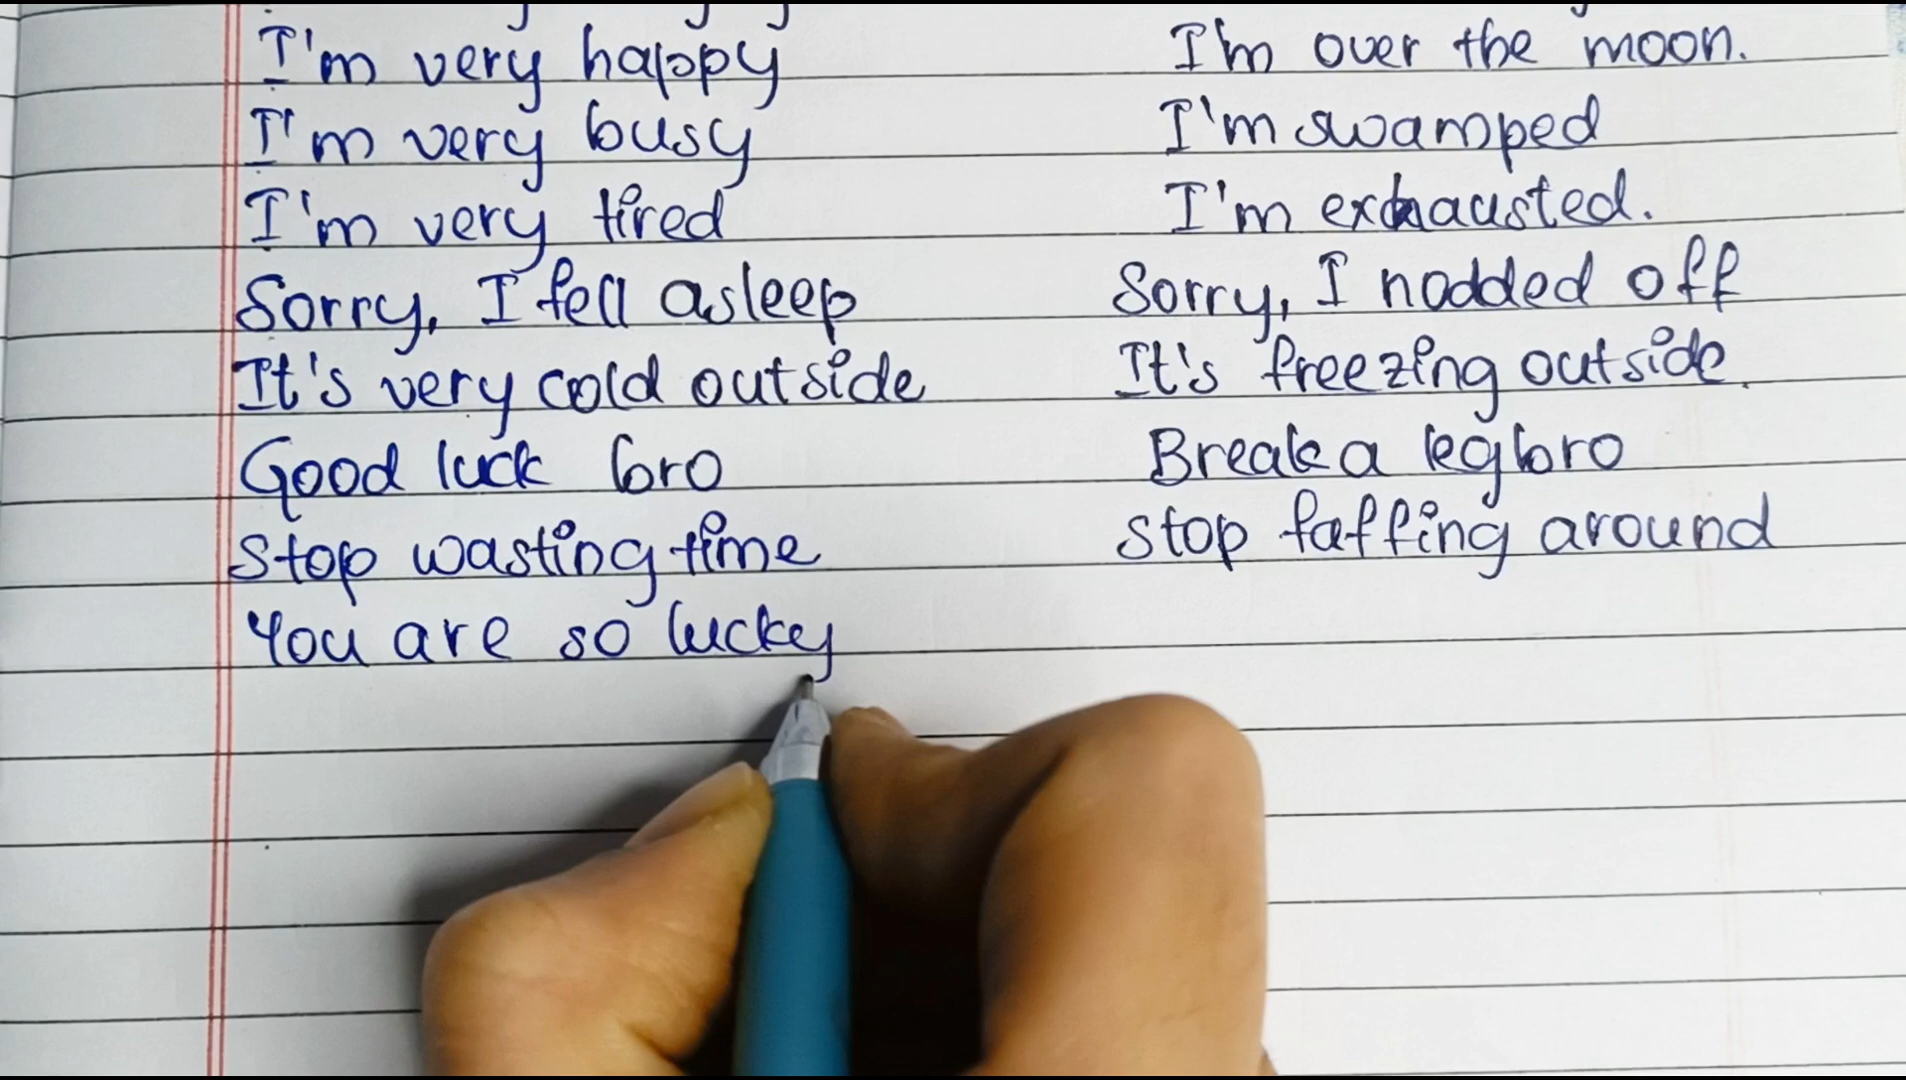 I'm very happy I'm over the moon.
I'm very busy I'm swamped
I'm very tired I'm exhausted.
Sorry, I fell asleep Sorry, I nodded off
It's very cold outside It's freezing outside.
Good luck bro Break a leg bro
Stop wasting time Stop faffing around
You are so lucky